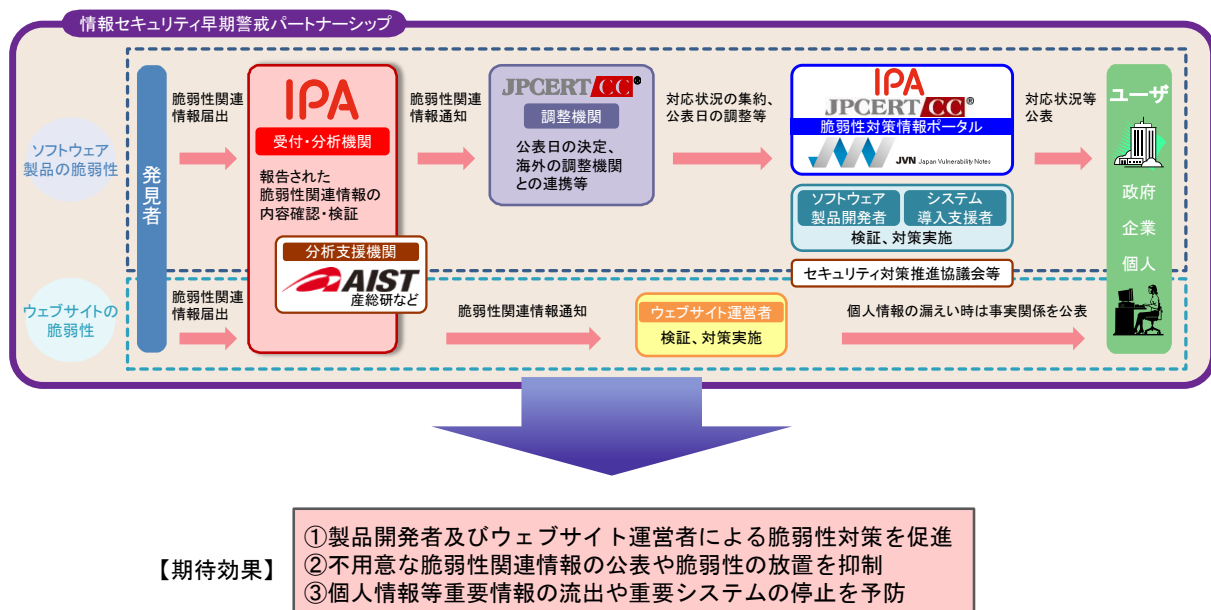 情報セキュリティ早期警戒パートナーシップ
ソフトウェア
製品の脆弱性
発見者
脆弱性関連
情報届出
IPA
受付・分析機関
報告された
脆弱性関連情報の
内容確認・検証
分析支援機関
AIST
産総研など
脆弱性関連
情報通知
JPCERT CC®
調整機関
公表日の決定、
海外の調整機関
との連携等
対応状況の集約、
公表日の調整等
IPA
JPCERT CC®
脆弱性対策情報ポータル
JVN Japan Vulnerability Notes
ソフトウェア
製品開発者
システム
導入支援者
検証、対策実施
セキュリティ対策推進協議会等
対応状況等
公表
ユーザ
政府
企業
個人
ウェブサイトの
脆弱性
脆弱性関連
情報届出
脆弱性関連情報通知
ウェブサイト運営者
検証、対策実施
個人情報の漏えい時は事実関係を公表
【期待効果】
①製品開発者及びウェブサイト運営者による脆弱性対策を促進
②不用意な脆弱性関連情報の公表や脆弱性の放置を抑制
③個人情報等重要情報の流出や重要システムの停止を予防